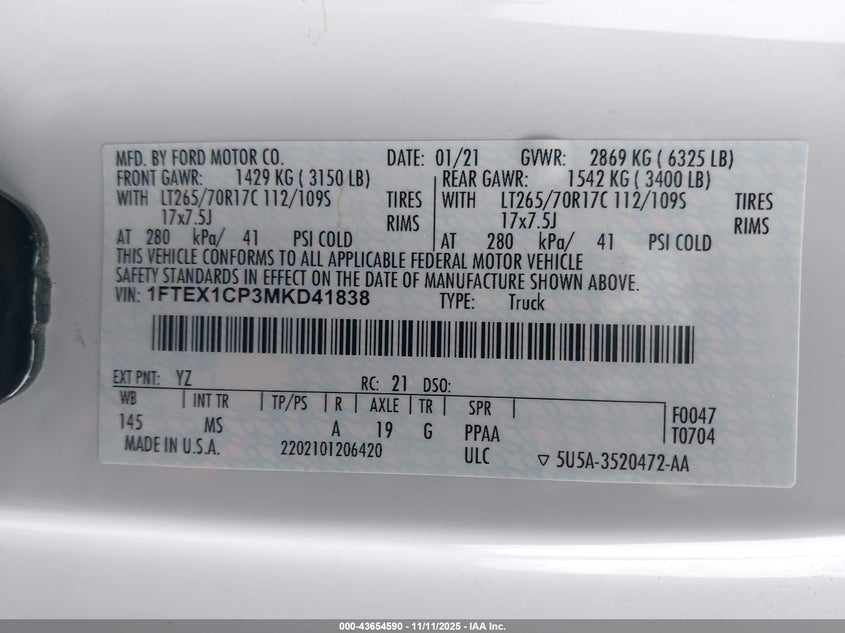 MFD. BY FORD MOTOR CO. DATE: 01/21 GVWR: 2869 KG ( 6325 LB)
FRONT GAWR: 1429 KG ( 3150 LB) REAR GAWR: 1542 KG ( 3400 LB)
WITH LT265/70R17C 112/109S TIRES WITH LT265/70R17C 112/109S TIRES
17x7.5J RIMS 17x7.5J RIMS
AT 280 kPa/ 41 PSI COLD AT 280 kPa/ 41 PSI COLD
THIS VEHICLE CONFORMS TO ALL APPLICABLE FEDERAL MOTOR VEHICLE
SAFETY STANDARDS IN EFFECT ON THE DATE OF MANUFACTURE SHOWN ABOVE.
VIN: 1FTEX1CP3MKD41838 TYPE: Truck
EXT PNT: YZ RC: 21 DSO:
WB INT TR TP/PS R AXLE TR SPR F0047
145 MS A 19 G PPAA T0704
MADE IN U.S.A. 2202101206420 ULC ▽ 5U5A-3520472-AA
000-43654590 - 11/11/2025 - IAA Inc.